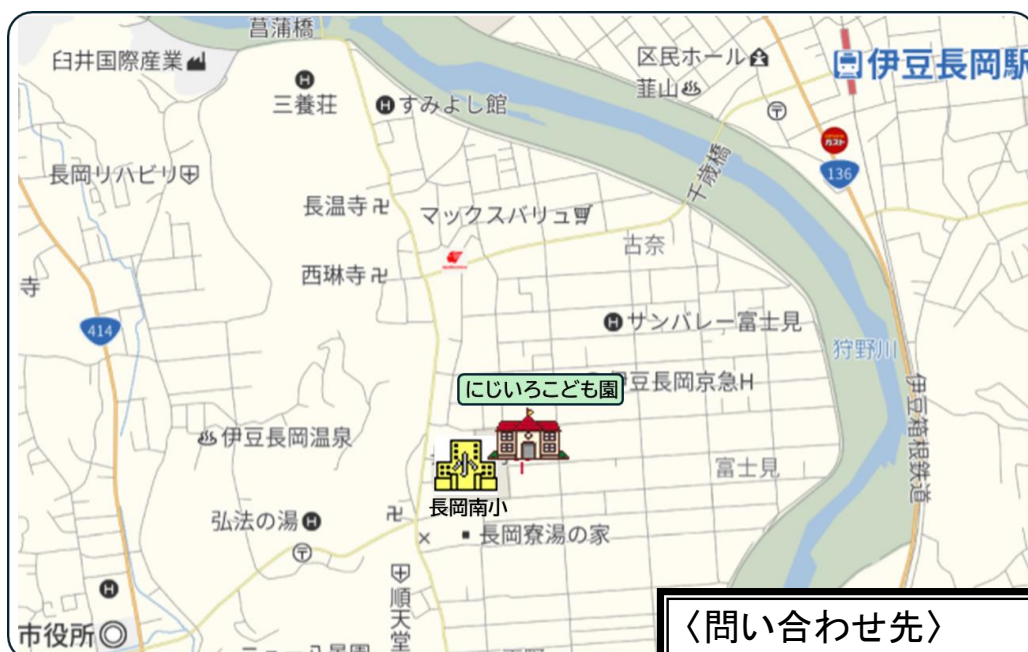 菖蒲橋
臼井国際産業
三養荘
すみよし館
区民ホール
韮山
伊豆長岡駅
長岡リハビリ
長温寺
マックスバリュ
千歳橋
136
ガスト
古奈
西琳寺
寺
414
サンバレー富士見
狩野川
にじいろこども園
伊豆長岡京急H
伊豆箱根鉄道
伊豆長岡温泉
小
富士見
長岡南小
弘法の湯
長岡寮湯の家
順天堂
市役所
〈問い合わせ先〉